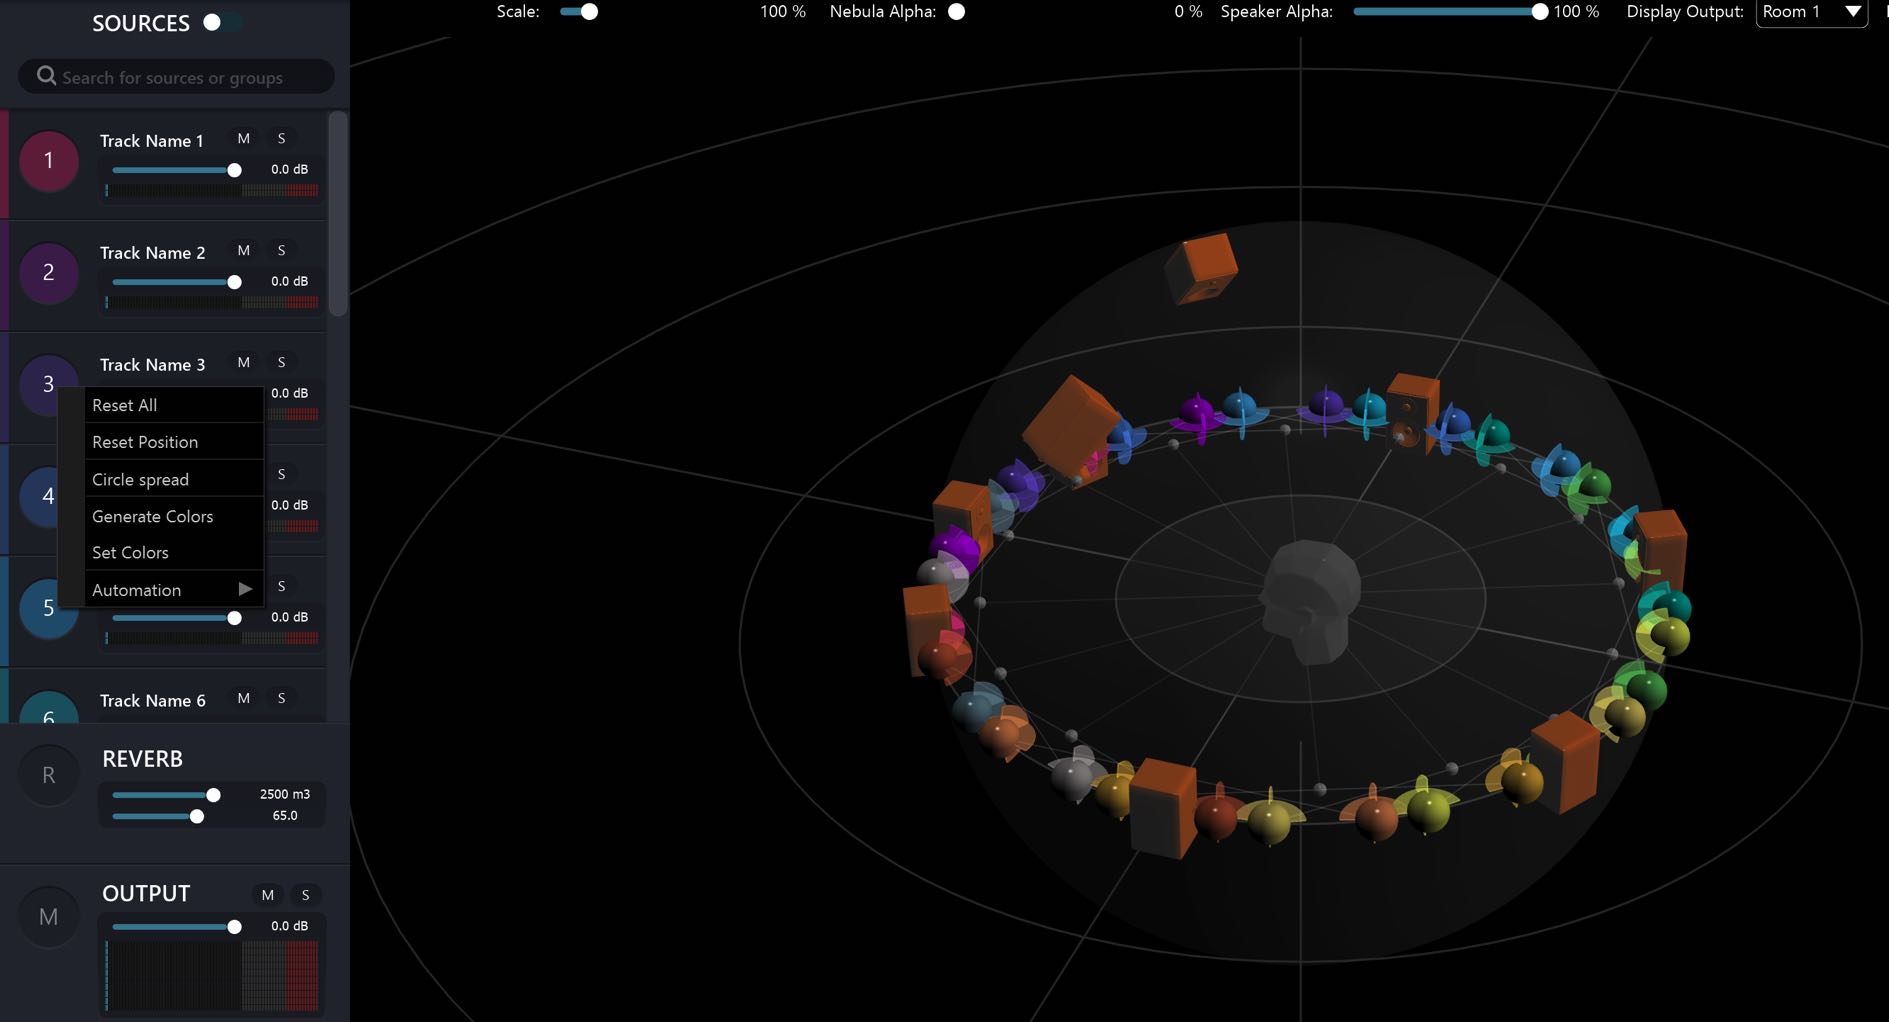 Scale: 100 % Nebula Alpha: 0 % Speaker Alpha: 100 % Display Output: Room 1
SOURCES
Search for sources or groups
1 Track Name 1 M S
0.0 dB
2 Track Name 2 M S
0.0 dB
3 Track Name 3 M S
0.0 dB
Reset All
Reset Position
Circle spread
Generate Colors
Set Colors
Automation
4 S
0.0 dB
5 S
0.0 dB
6 Track Name 6 M S
R REVERB
2500 m3
65.0
M OUTPUT M S
0.0 dB